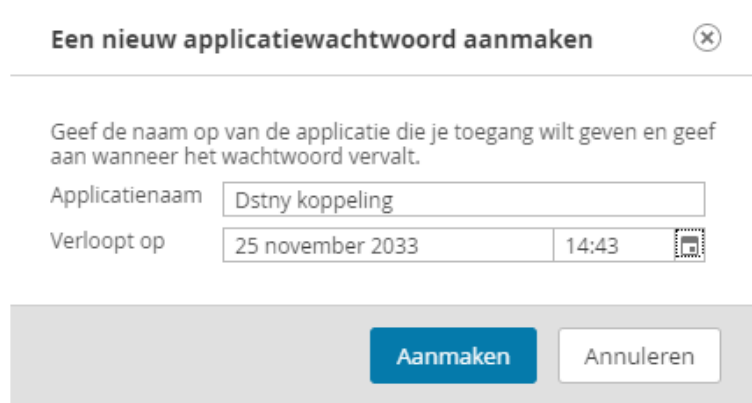 Een nieuw applicatiewachtwoord aanmaken
Geef de naam op van de applicatie die je toegang wilt geven en geef
aan wanneer het wachtwoord vervalt.
Applicatienaam Dstny koppeling
Verloopt op 25 november 2033 14:43
Aanmaken Annuleren